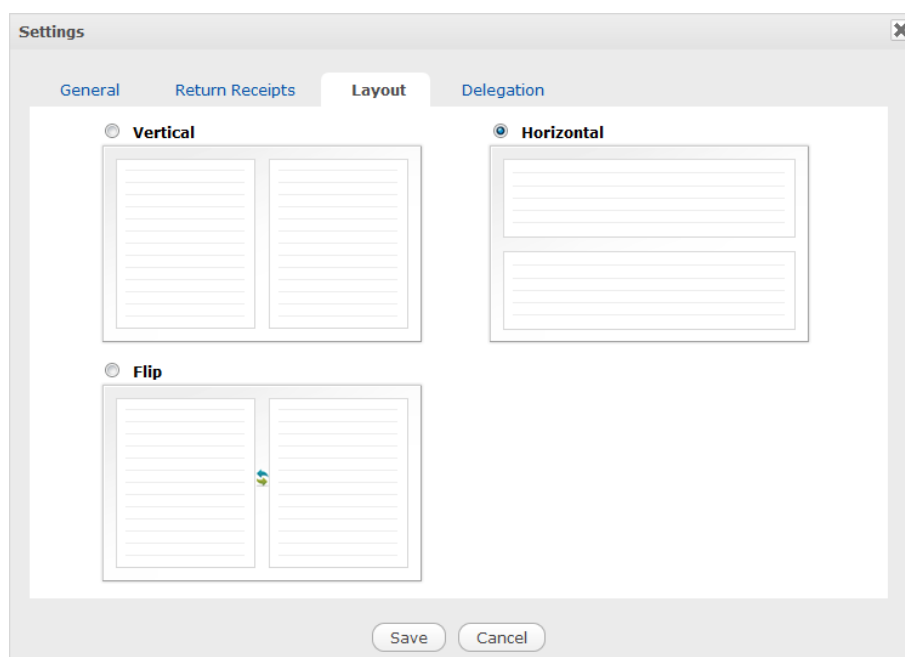 Settings
General Return Receipts Layout Delegation
Vertical Horizontal
Flip
Save Cancel